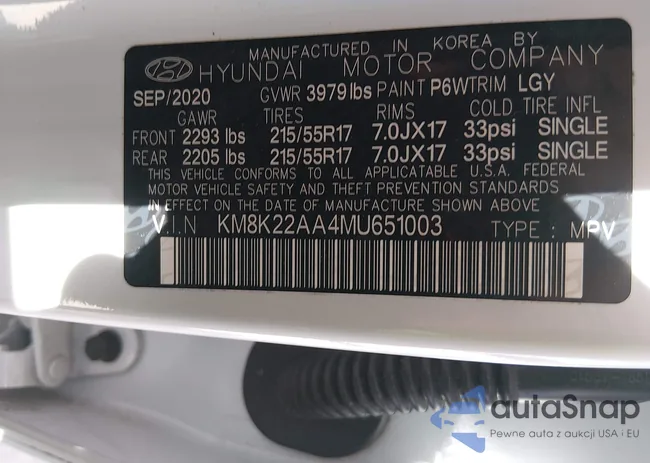 MANUFACTURED IN KOREA BY
HYUNDAI MOTOR COMPANY
SEP/2020 GVWR 3979lbs PAINT P6W TRIM LGY
GAWR TIRES RIMS COLD TIRE INFL
FRONT 2293 lbs 215/55R17 7.0JX17 33psi SINGLE
REAR 2205 lbs 215/55R17 7.0JX17 33psi SINGLE
THIS VEHICLE CONFORMS TO ALL APPLICATABLE U.S.A. FEDERAL
MOTOR VEHICLE SAFETY AND THEFT PREVENTION STANDARDS
IN EFFECT ON THE DATE OF MANUFACTURE SHOWN ABOVE
V.I.N KM8K22AA4MU651003 TYPE : MPV
autaSnap
Pewne auta z aukcji USA i EU